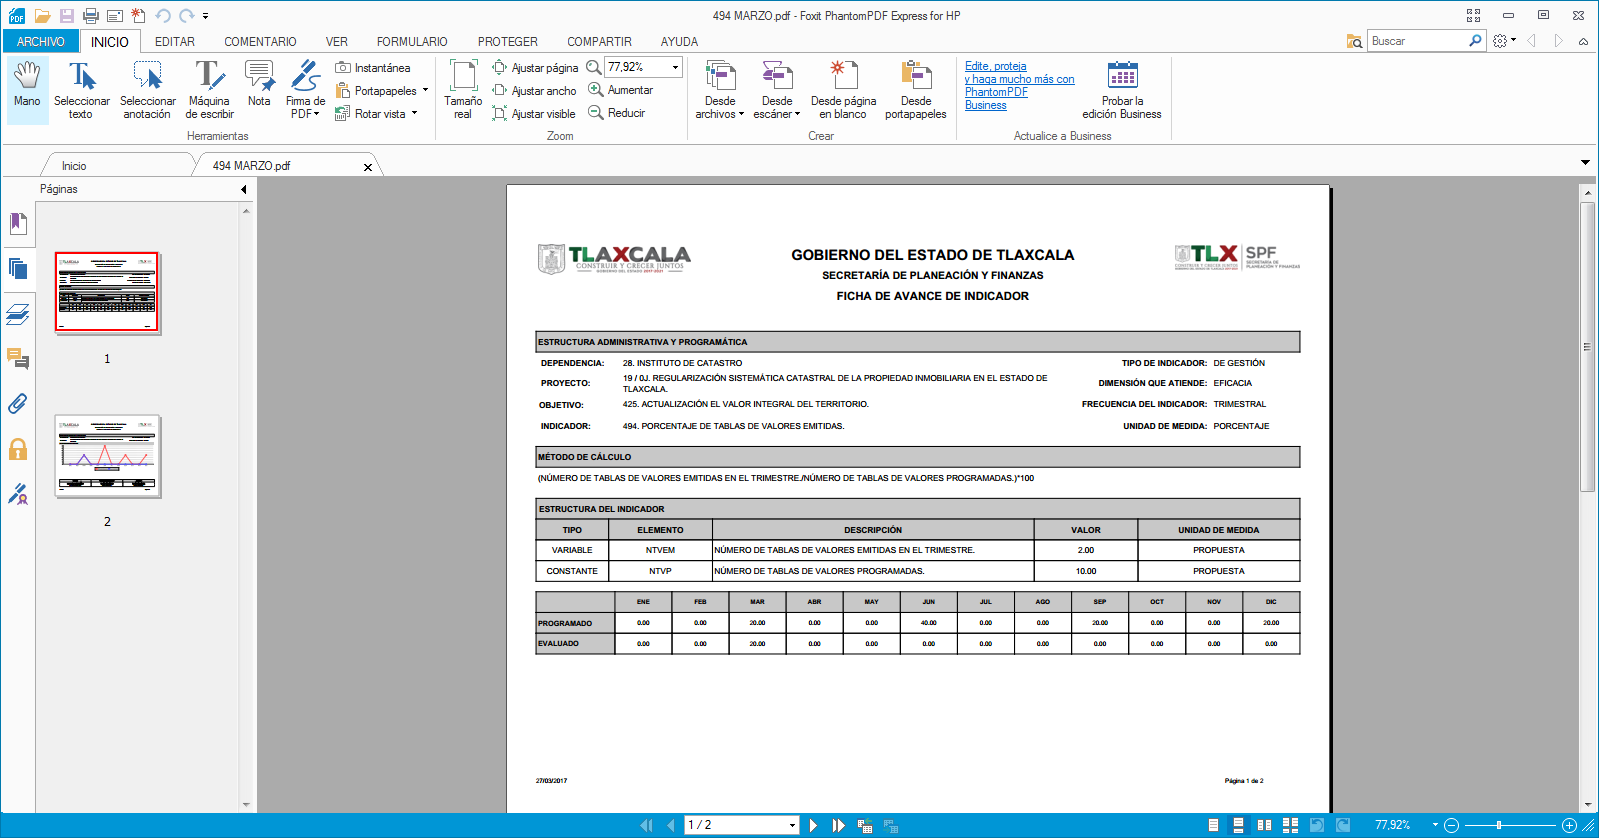 494 MARZO.pdf - Foxit PhantomPDF Express for HP
ARCHIVO INICIO EDITAR COMENTARIO VER FORMULARIO PROTEGER COMPARTIR AYUDA Buscar
Mano
Seleccionar texto
Seleccionar anotación
Máquina de escribir
Nota
Firma de PDF
Instantánea
Portapapeles
Rotar vista
Herramientas
Tamaño real
Ajustar página
Ajustar ancho
Ajustar visible
77,92%
Aumentar
Reducir
Zoom
Desde archivos
Desde escáner
Desde página en blanco
Desde portapapeles
Crear
Edite, proteja
y haga mucho más con
PhantomPDF
Business
Probar la edición Business
Actualice a Business
Inicio 494 MARZO.pdf
Páginas
1
2
TLAXCALA
CONSTRUIR Y CRECER JUNTOS
GOBIERNO DEL ESTADO 2017-2021
GOBIERNO DEL ESTADO DE TLAXCALA
SECRETARÍA DE PLANEACIÓN Y FINANZAS
FICHA DE AVANCE DE INDICADOR
TLX SPF
CONSTRUIR Y CRECER JUNTOS
SECRETARÍA DE
PLANEACIÓN Y FINANZAS
ESTRUCTURA ADMINISTRATIVA Y PROGRAMÁTICA
DEPENDENCIA: 28. INSTITUTO DE CATASTRO TIPO DE INDICADOR: DE GESTIÓN
PROYECTO: 19 / 0J. REGULARIZACIÓN SISTEMÁTICA CATASTRAL DE LA PROPIEDAD INMOBILIARIA EN EL ESTADO DE
TLAXCALA. DIMENSIÓN QUE ATIENDE: EFICACIA
OBJETIVO: 425. ACTUALIZACIÓN EL VALOR INTEGRAL DEL TERRITORIO. FRECUENCIA DEL INDICADOR: TRIMESTRAL
INDICADOR: 494. PORCENTAJE DE TABLAS DE VALORES EMITIDAS. UNIDAD DE MEDIDA: PORCENTAJE
MÉTODO DE CÁLCULO
(NÚMERO DE TABLAS DE VALORES EMITIDAS EN EL TRIMESTRE./NÚMERO DE TABLAS DE VALORES PROGRAMADAS.)*100
ESTRUCTURA DEL INDICADOR
TIPO ELEMENTO DESCRIPCIÓN VALOR UNIDAD DE MEDIDA
VARIABLE NTVEM NÚMERO DE TABLAS DE VALORES EMITIDAS EN EL TRIMESTRE. 2.00 PROPUESTA
CONSTANTE NTVP NÚMERO DE TABLAS DE VALORES PROGRAMADAS. 10.00 PROPUESTA
ENE FEB MAR ABR MAY JUN JUL AGO SEP OCT NOV DIC
PROGRAMADO 0.00 0.00 20.00 0.00 0.00 40.00 0.00 0.00 20.00 0.00 0.00 20.00
EVALUADO 0.00 0.00 20.00 0.00 0.00 0.00 0.00 0.00 0.00 0.00 0.00 0.00
27/03/2017 Página 1 de 2
1 / 2 77,92%